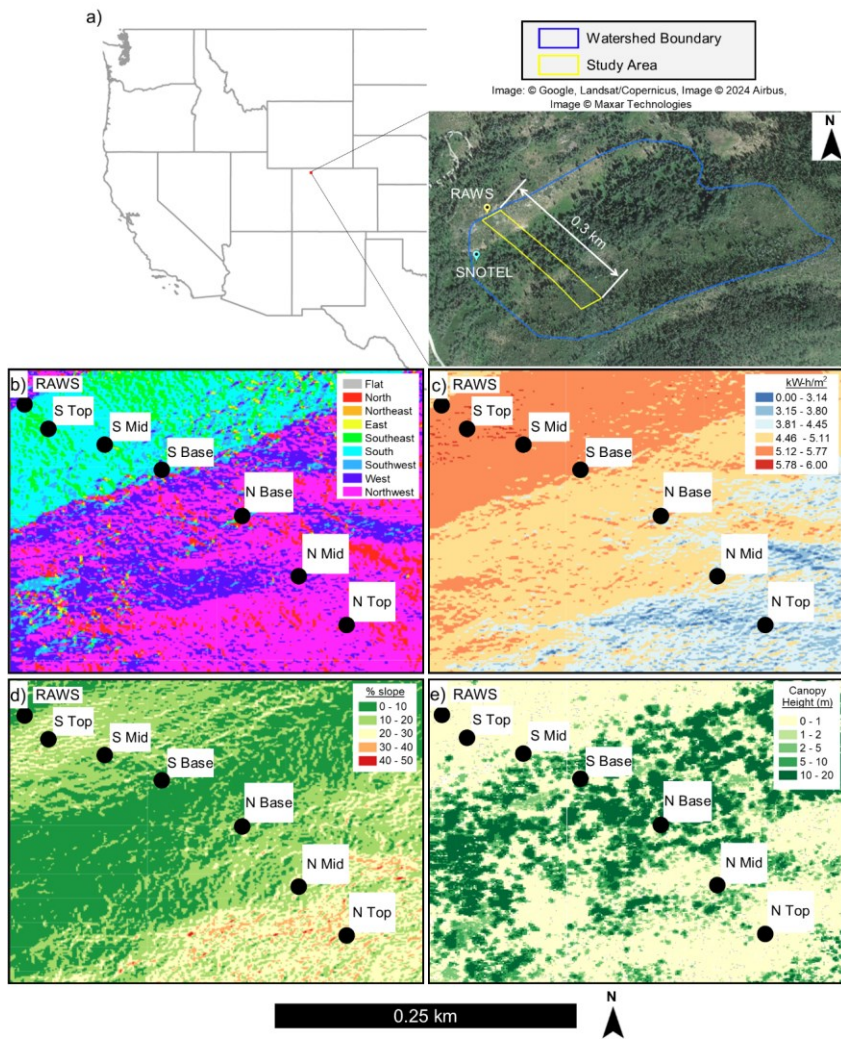 a)
Watershed Boundary
Study Area
Image: © Google, Landsat/Copernicus, Image © 2024 Airbus,
Image © Maxar Technologies
N
RAWS
0.3 km
SNOTEL
b)
RAWS
S Top
S Mid
S Base
N Base
N Mid
N Top
Flat
North
Northeast
East
Southeast
South
Southwest
West
Northwest
c)
RAWS
S Top
S Mid
S Base
N Base
N Mid
N Top
kW-h/m²
0.00 - 3.14
3.15 - 3.80
3.81 - 4.45
4.46 - 5.11
5.12 - 5.77
5.78 - 6.00
d)
RAWS
S Top
S Mid
S Base
N Base
N Mid
N Top
% slope
0 - 10
10 - 20
20 - 30
30 - 40
40 - 50
e)
RAWS
S Top
S Mid
S Base
N Base
N Mid
N Top
Canopy
Height (m)
0 - 1
1 - 2
2 - 5
5 - 10
10 - 20
0.25 km
N